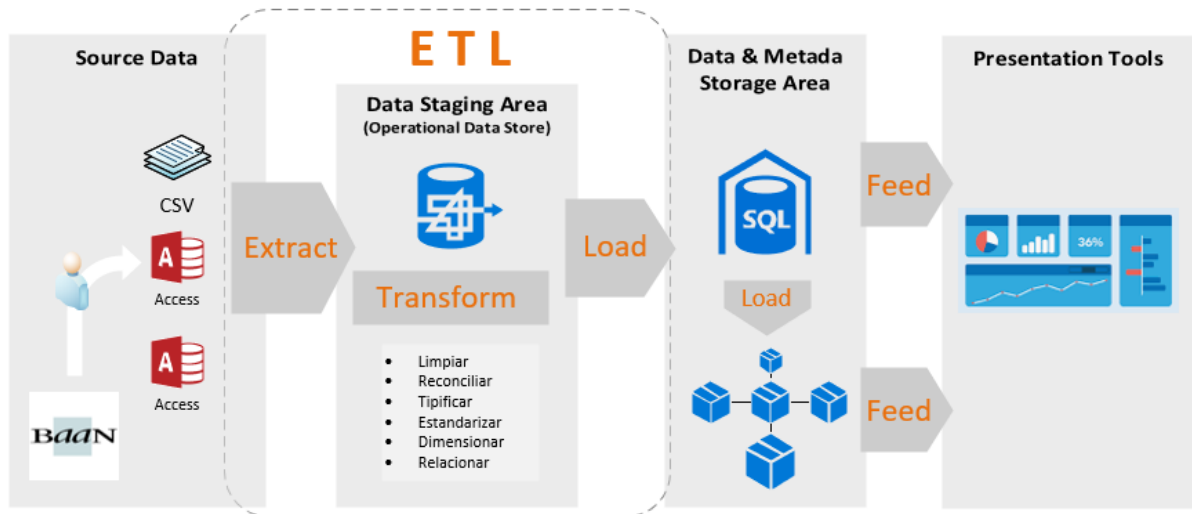 Source Data
CSV
A
Access
A
Access
BaaN
E T L
Extract
Data Staging Area
(Operational Data Store)
Transform
• Limpiar
• Reconciliar
• Tipificar
• Estandarizar
• Dimensionar
• Relacionar
Load
Data & Metada
Storage Area
SQL
Load
Feed
Feed
Presentation Tools
36%